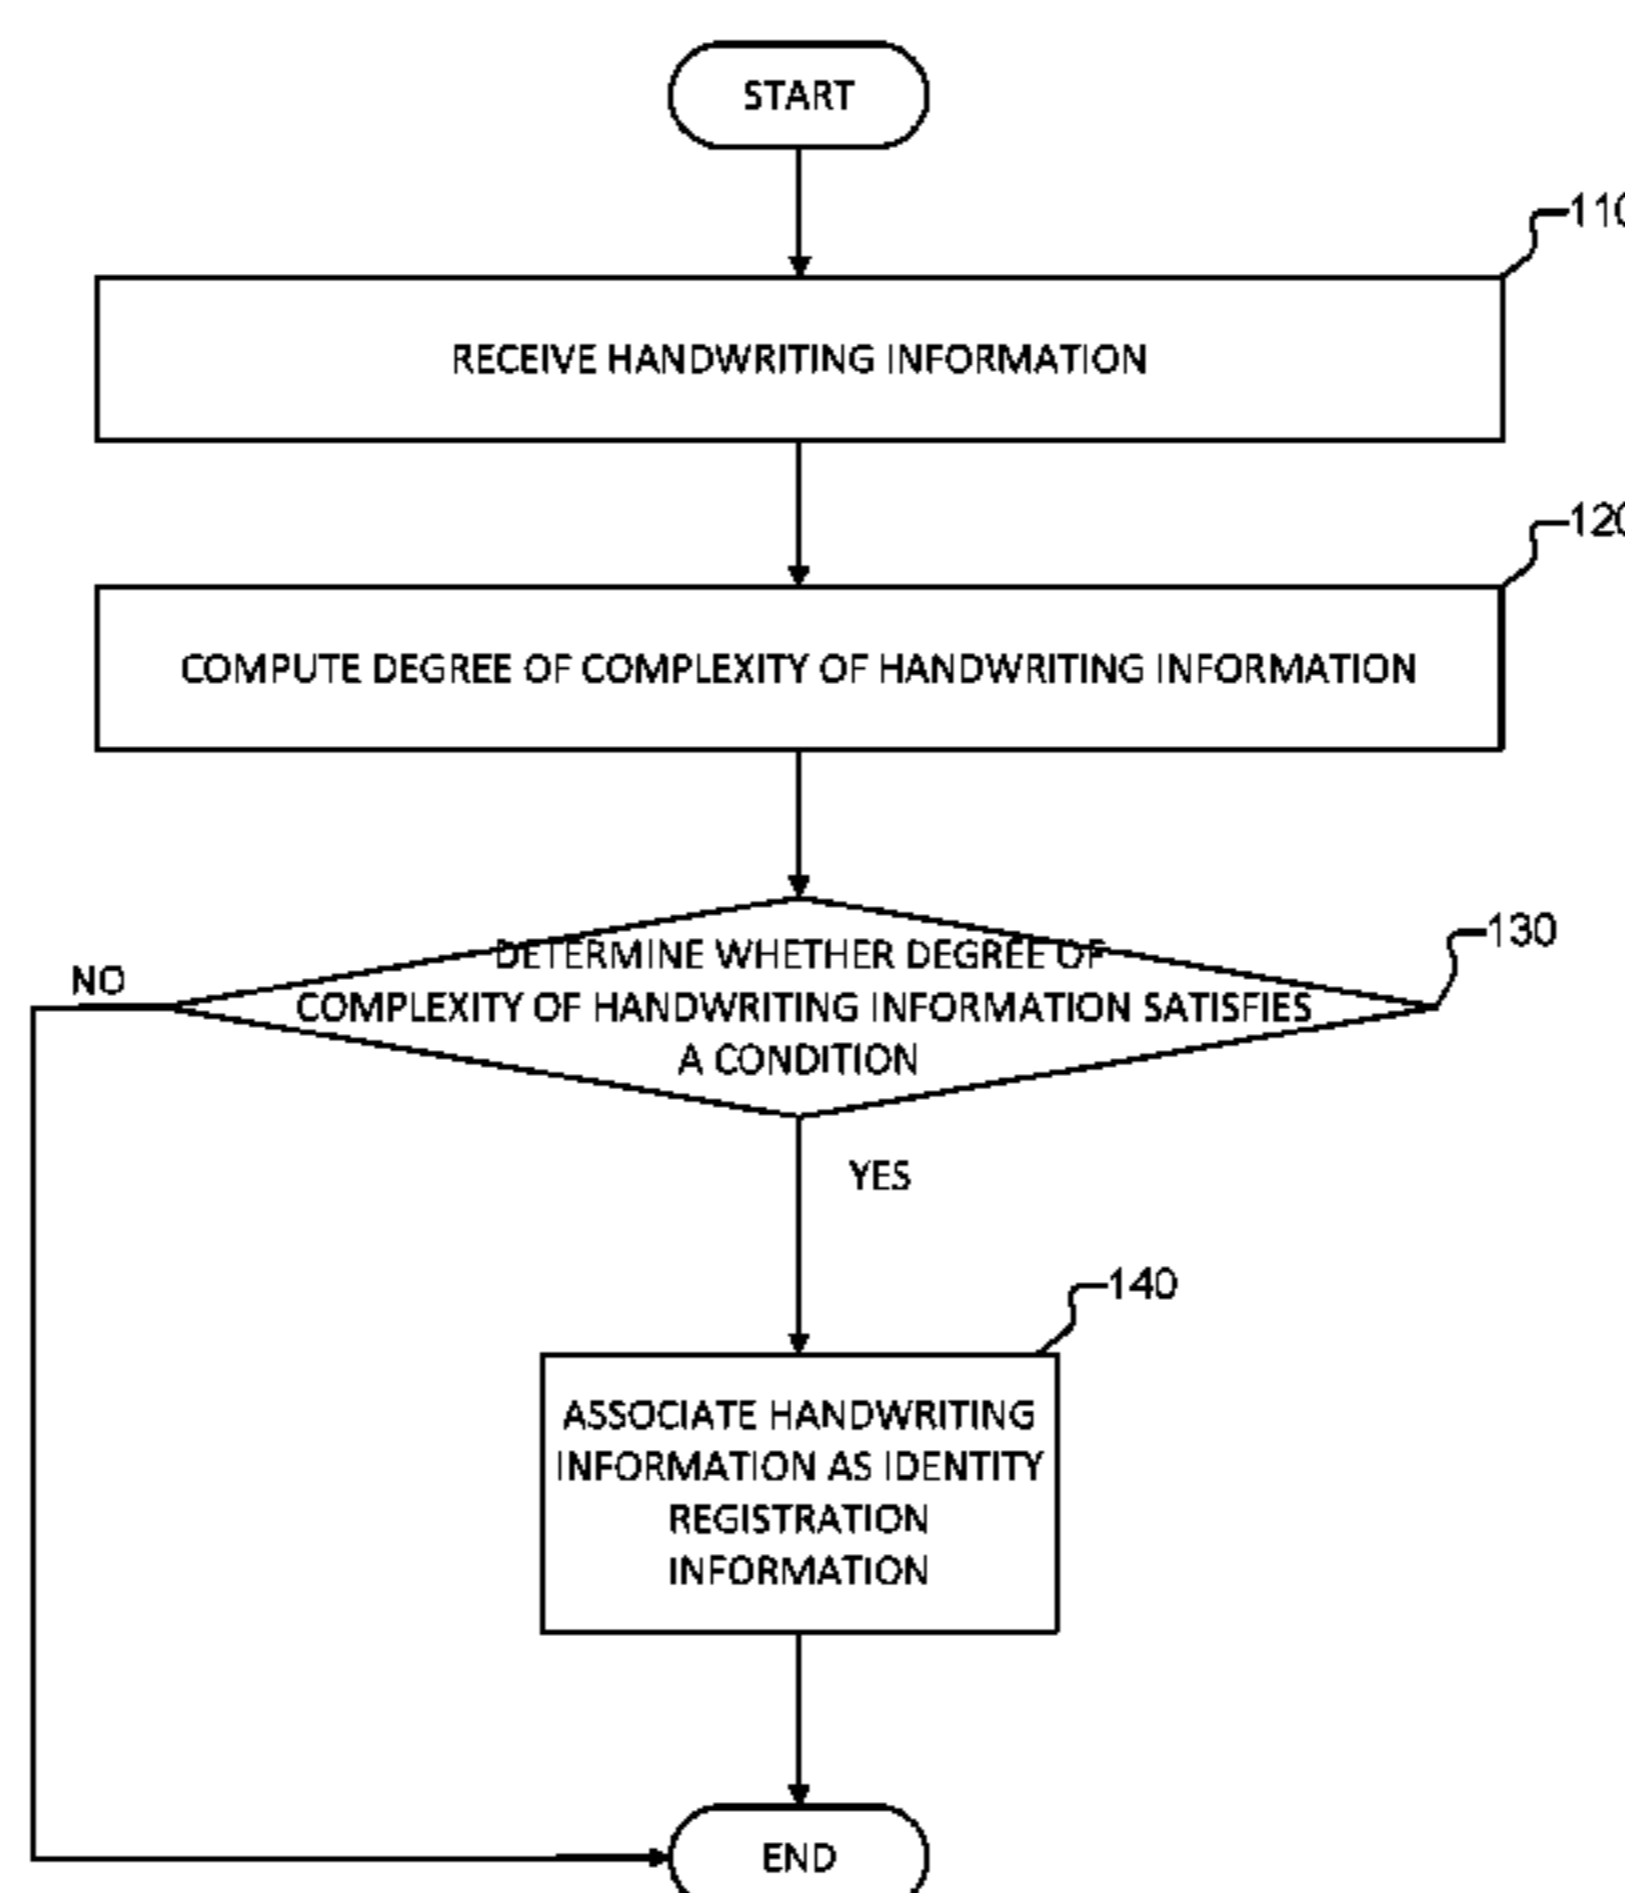 START
110
RECEIVE HANDWRITING INFORMATION
120
COMPUTE DEGREE OF COMPLEXITY OF HANDWRITING INFORMATION
130
DETERMINE WHETHER DEGREE OF
COMPLEXITY OF HANDWRITING INFORMATION SATISFIES
A CONDITION
NO
YES
140
ASSOCIATE HANDWRITING
INFORMATION AS IDENTITY
REGISTRATION
INFORMATION
END